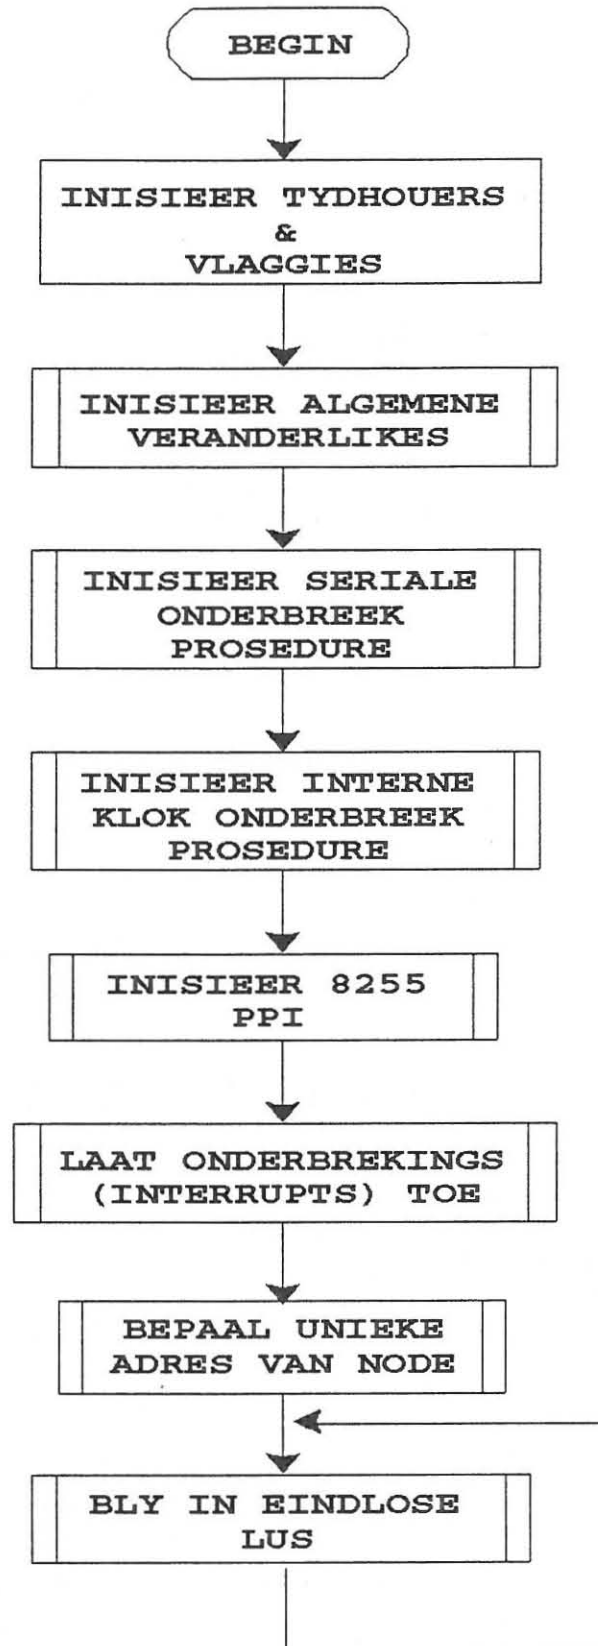 BEGIN
INISIEER TYDHOUERS
&
VLAGGIES
INISIEER ALGEMENE
VERANDERLIKES
INISIEER SERIALE
ONDERBREEK
PROSEDURE
INISIEER INTERNE
KLOK ONDERBREEK
PROSEDURE
INISIEER 8255
PPI
LAAT ONDERBREKINGS
(INTERRUPTS) TOE
BEPAAL UNIEKE
ADRES VAN NODE
BLY IN EINDLOSE
LUS